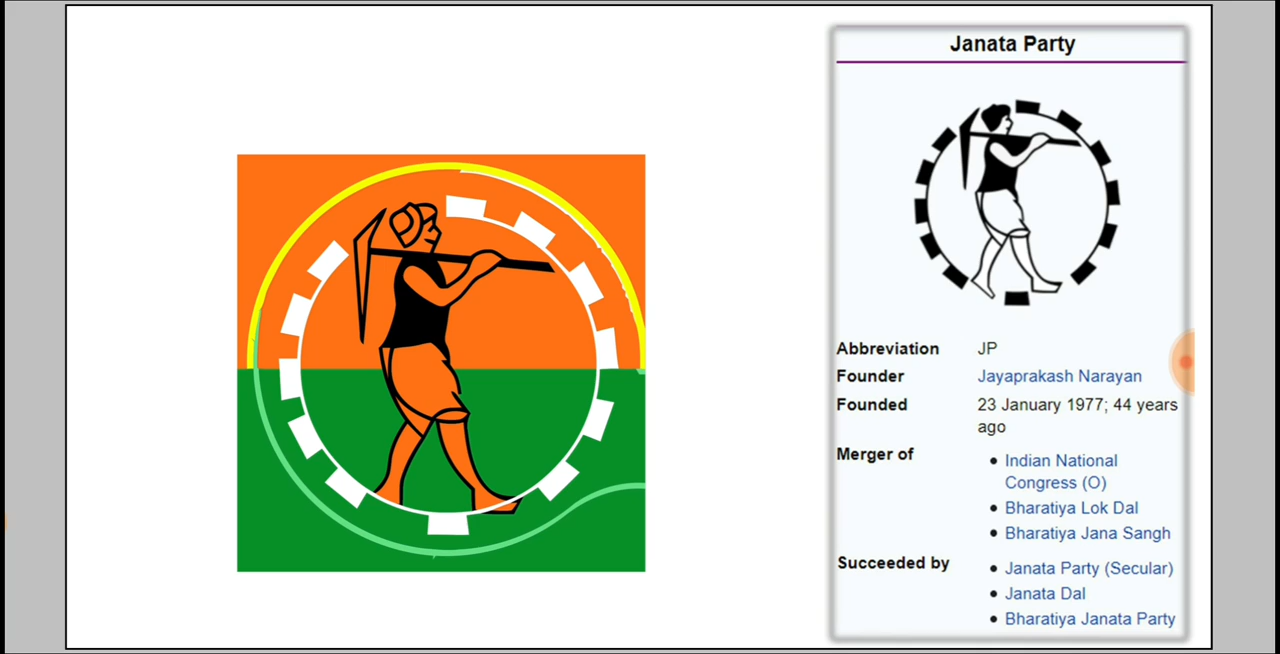 Janata Party
Abbreviation JP
Founder Jayaprakash Narayan
Founded 23 January 1977; 44 years
ago
Merger of
• Indian National
Congress (O)
• Bharatiya Lok Dal
• Bharatiya Jana Sangh
Succeeded by
• Janata Party (Secular)
• Janata Dal
• Bharatiya Janata Party